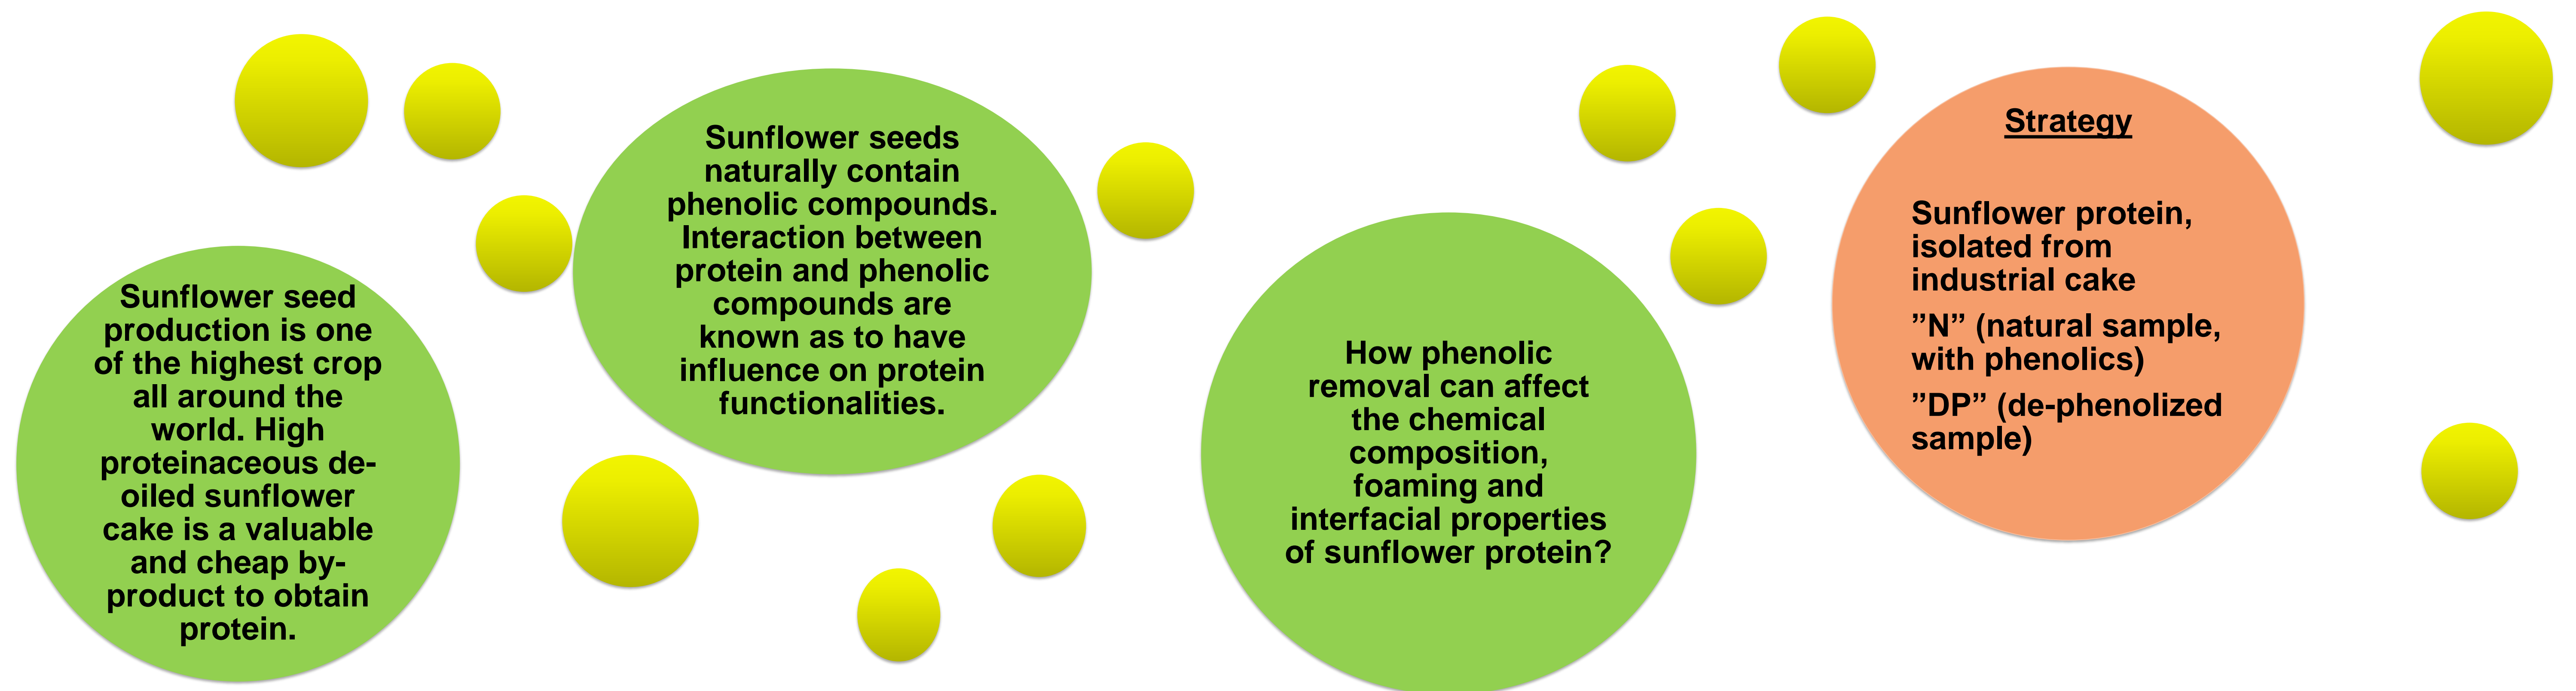 Sunflower seed
production is one
of the highest crop
all around the
world. High
proteinaceous de-
oiled sunflower
cake is a valuable
and cheap by-
product to obtain
protein.
Sunflower seeds
naturally contain
phenolic compounds.
Interaction between
protein and phenolic
compounds are
known as to have
influence on protein
functionalities.
How phenolic
removal can affect
the chemical
composition,
foaming and
interfacial properties
of sunflower protein?
Strategy
Sunflower protein,
isolated from
industrial cake
”N” (natural sample,
with phenolics)
”DP” (de-phenolized
sample)